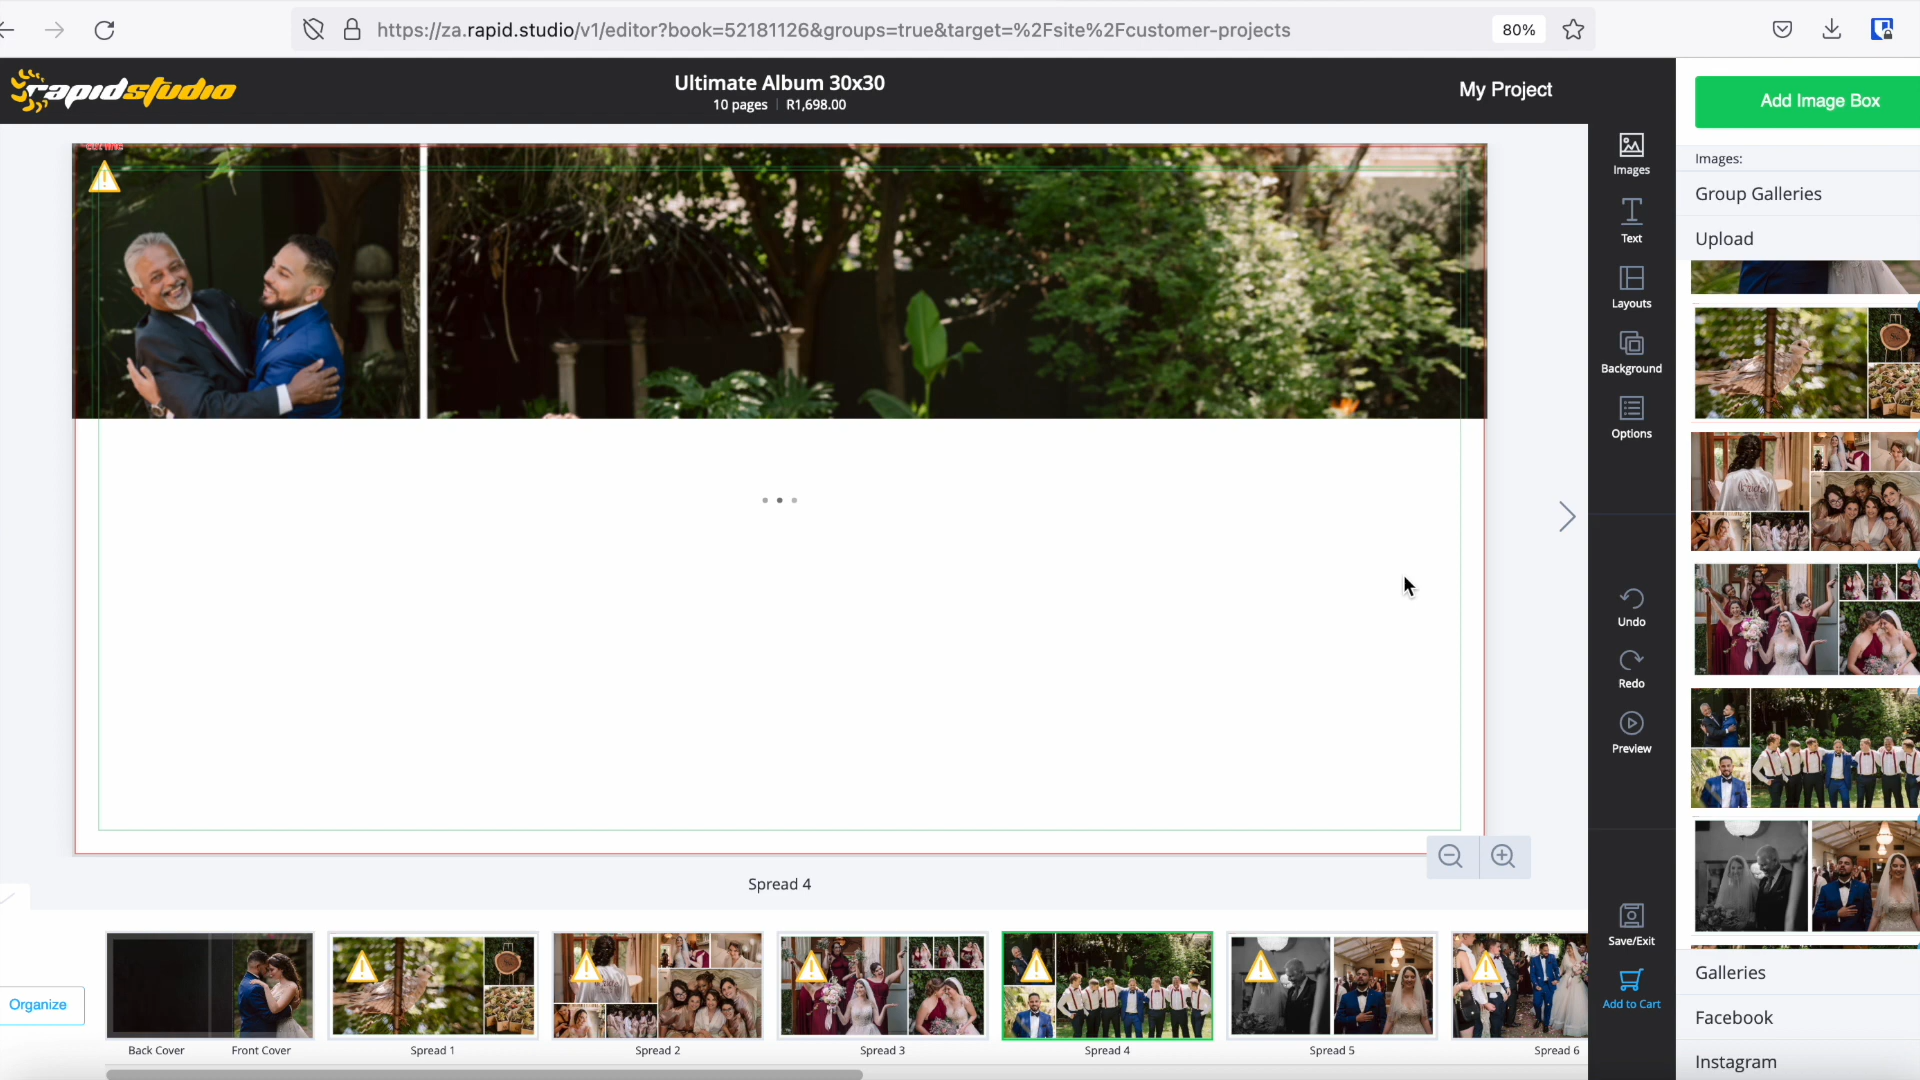 https://za.rapid.studio/v1/editor?book=52181126&groups=true&target=%2Fsite%2Fcustomer-projects
80%
rapidstudio
Ultimate Album 30x30
10 pages | R1,698.00
My Project
Add Image Box
Images:
Group Galleries
Upload
Images
Text
Layouts
Background
Options
Undo
Redo
Preview
Save/Exit
Add to Cart
Galleries
Facebook
Instagram
Spread 4
Organize
Back Cover
Front Cover
Spread 1
Spread 2
Spread 3
Spread 4
Spread 5
Spread 6